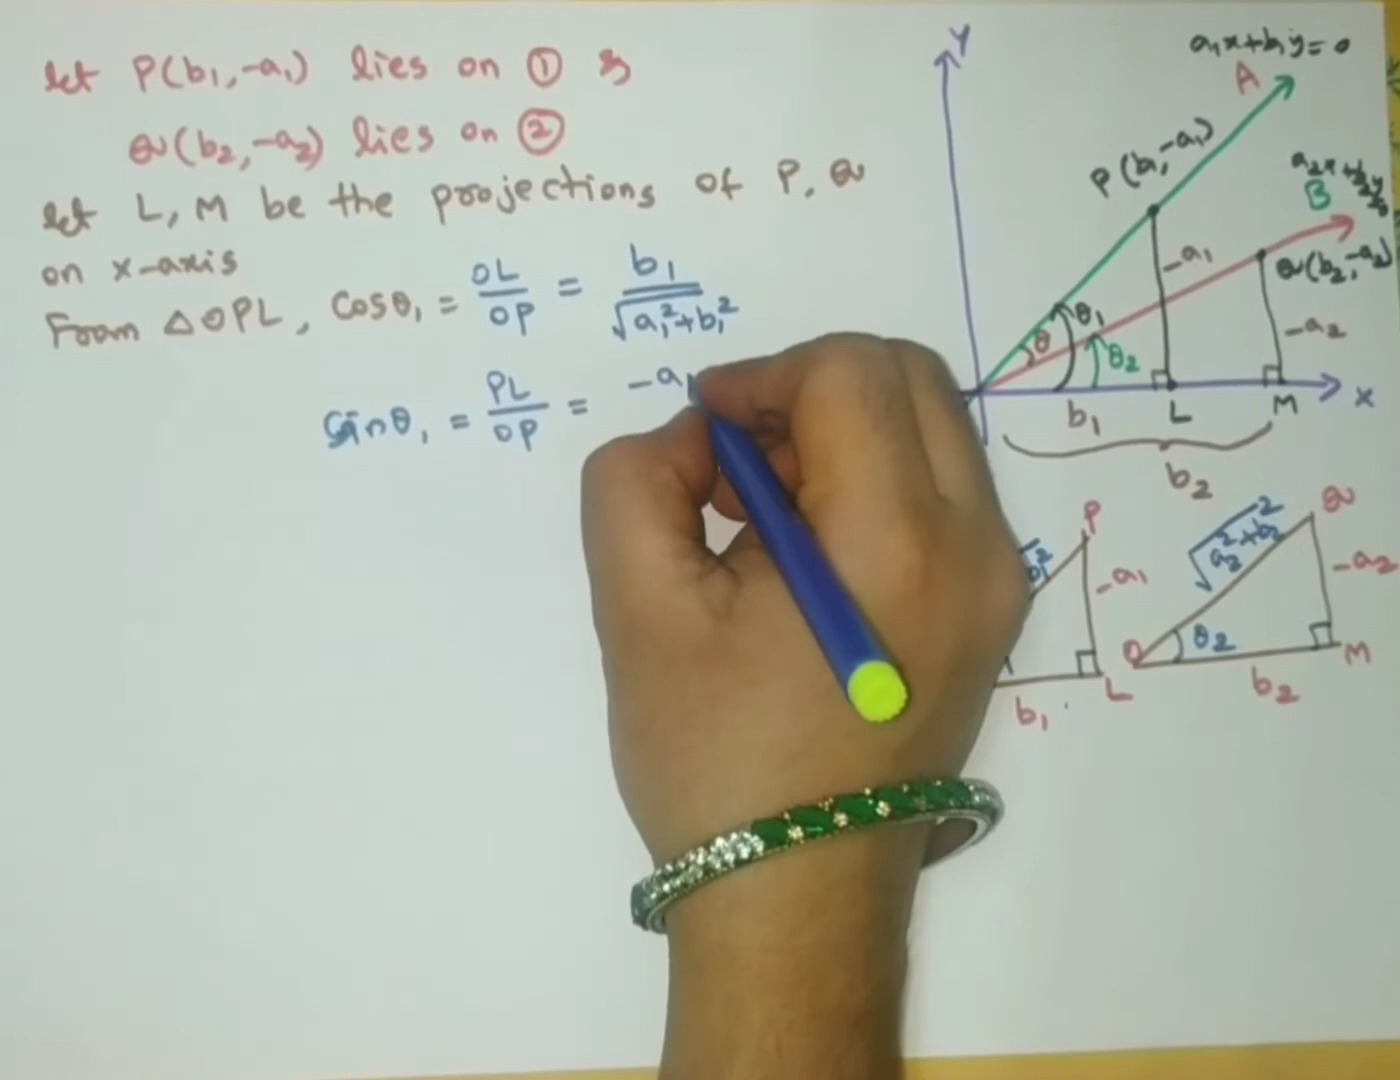 let P(b₁,-a₁) lies on ① &
Q(b₂,-a₂) lies on ②
let L, M be the projections of P, Q
on x-axis
From △OPL, Cosθ₁ = OL/OP = b₁/√a₁²+b₁²
Sinθ₁ = PL/OP = -a₁
Y
a₁x+b₁y=0
A
P(b₁,-a₁)
B
Q(b₂,-a₂)
-a₁
-a₂
θ
θ₁
θ₂
X
b₁
L
M
b₂
P
-a₁
b₁
L
√a₂²+b₂²
Q
-a₂
O
θ₂
M
b₂